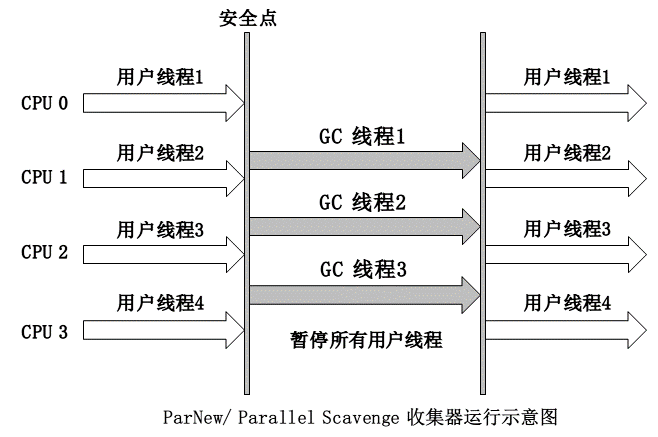 安全点
用户线程1
用户线程1
CPU 0
GC 线程1
用户线程2
用户线程2
CPU 1
GC 线程2
用户线程3
用户线程3
CPU 2
GC 线程3
用户线程4
用户线程4
CPU 3
暂停所有用户线程
ParNew/ Parallel Scavenge 收集器运行示意图